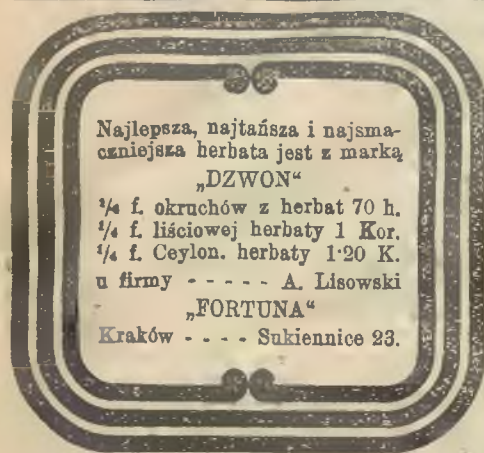 Najlepsza, najtańsza i najsma-
czniejsza herbata jest z marką
„DZWON“
¼ f. okruchów z herbat 70 h.
¼ f. liściowej herbaty 1 Kor.
¼ f. Ceylon. herbaty 1·20 K.
u firmy - - - - - A. Lisowski
„FORTUNA“
Kraków - - - - Sukiennice 23.